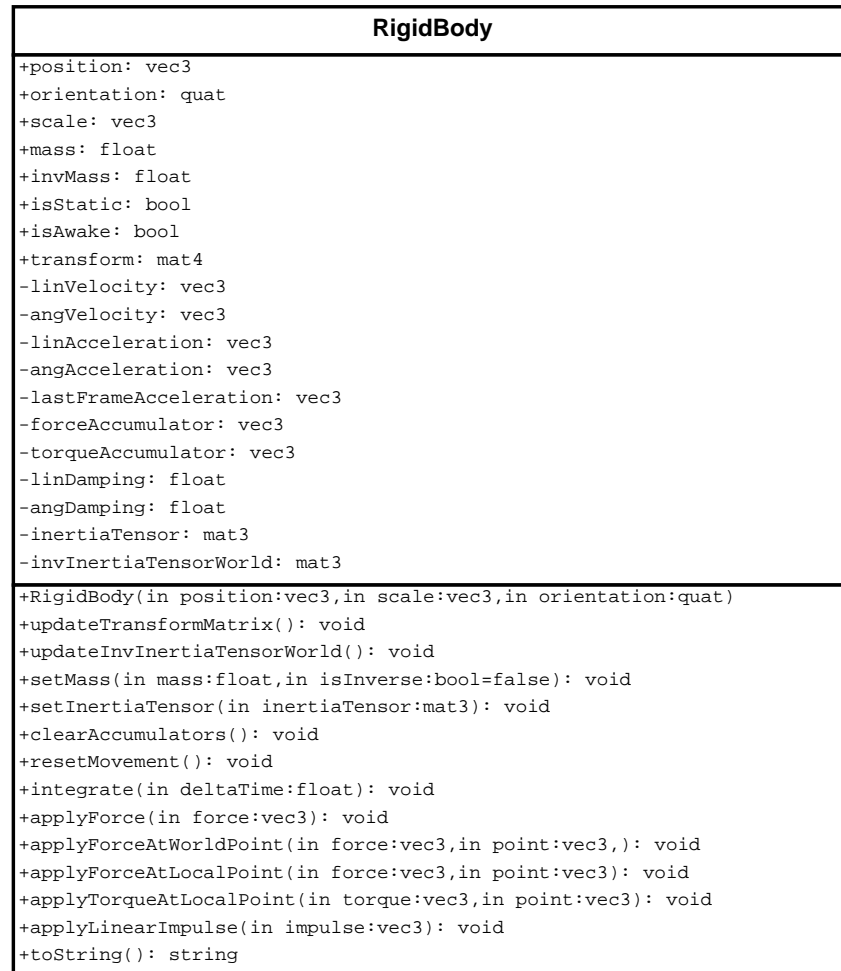 RigidBody
+position: vec3
+orientation: quat
+scale: vec3
+mass: float
+invMass: float
+isStatic: bool
+isAwake: bool
+transform: mat4
-linVelocity: vec3
-angVelocity: vec3
-linAcceleration: vec3
-angAcceleration: vec3
-lastFrameAcceleration: vec3
-forceAccumulator: vec3
-torqueAccumulator: vec3
-linDamping: float
-angDamping: float
-inertiaTensor: mat3
-invInertiaTensorWorld: mat3
+RigidBody(in position:vec3,in scale:vec3,in orientation:quat)
+updateTransformMatrix(): void
+updateInvInertiaTensorWorld(): void
+setMass(in mass:float,in isInverse:bool=false): void
+setInertiaTensor(in inertiaTensor:mat3): void
+clearAccumulators(): void
+resetMovement(): void
+integrate(in deltaTime:float): void
+applyForce(in force:vec3): void
+applyForceAtWorldPoint(in force:vec3,in point:vec3,): void
+applyForceAtLocalPoint(in force:vec3,in point:vec3): void
+applyTorqueAtLocalPoint(in torque:vec3,in point:vec3): void
+applyLinearImpulse(in impulse:vec3): void
+toString(): string